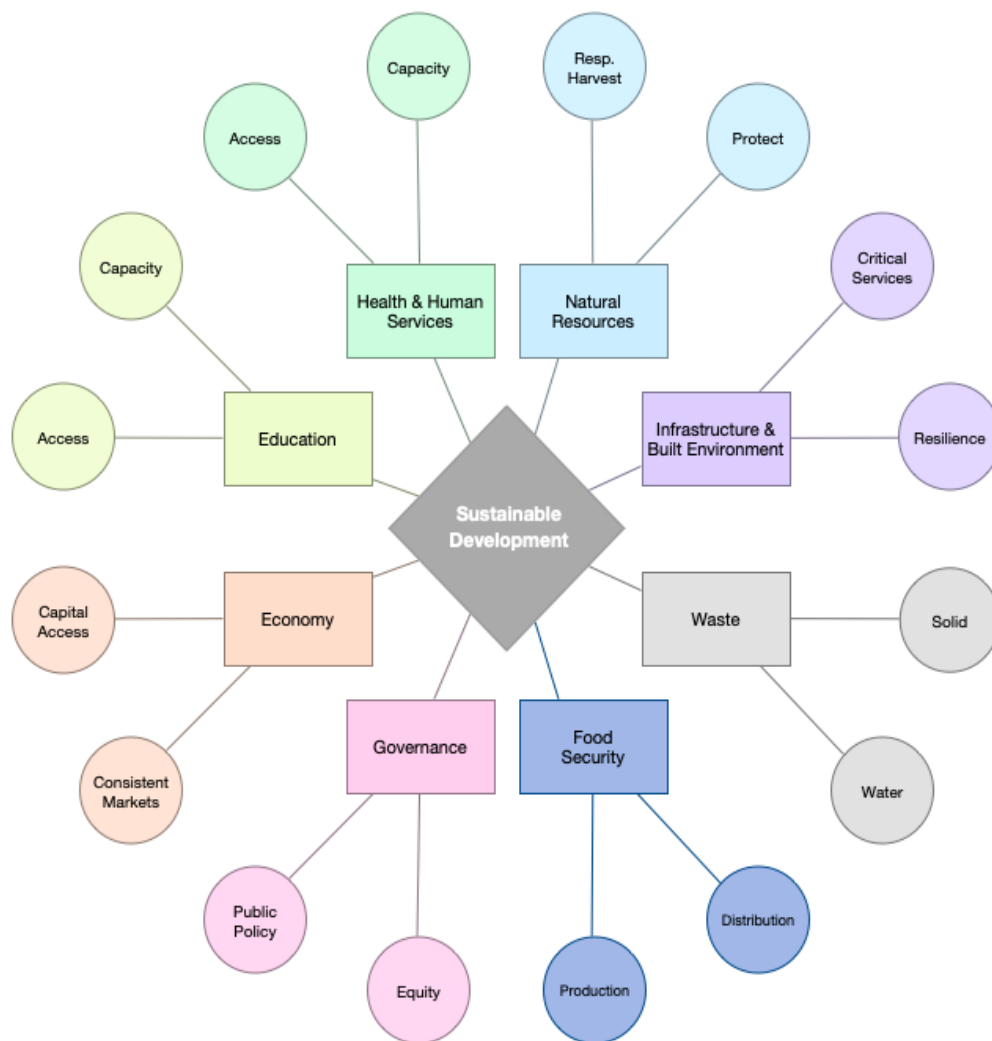 Capacity
Resp.
Harvest
Access
Protect
Capacity
Critical
Services
Health & Human
Services
Natural
Resources
Access
Education
Infrastructure &
Built Environment
Resilience
Sustainable
Development
Capital
Access
Economy
Waste
Solid
Consistent
Markets
Governance
Food
Security
Water
Public
Policy
Distribution
Equity
Production